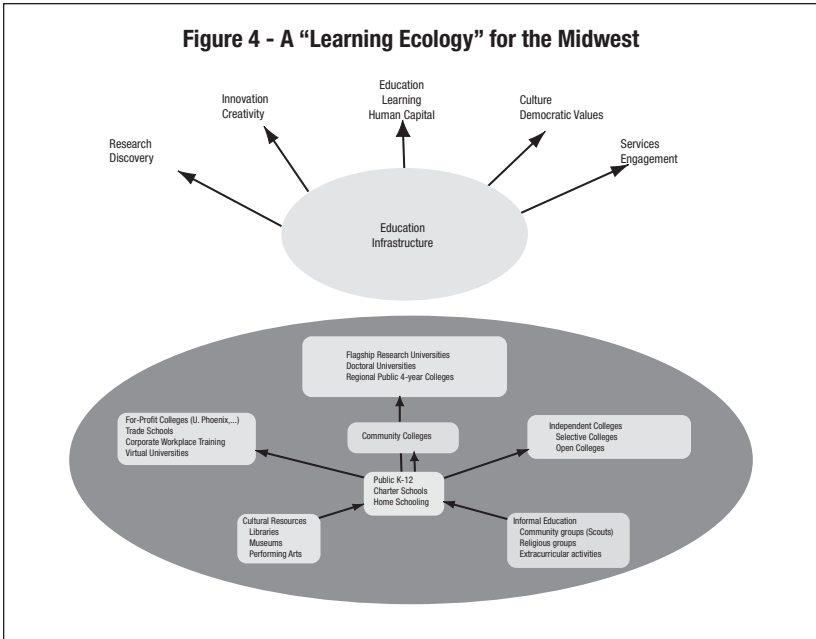 Figure 4 - A “Learning Ecology” for the Midwest
Education
Learning
Human Capital
Innovation
Creativity
Culture
Democratic Values
Research
Discovery
Services
Engagement
Education
Infrastructure
Flagship Research Universities
Doctoral Universities
Regional Public 4-year Colleges
For-Profit Colleges (U. Phoenix,...)
Trade Schools
Corporate Workplace Training
Virtual Universities
Community Colleges
Independent Colleges
Selective Colleges
Open Colleges
Public K-12
Charter Schools
Home Schooling
Cultural Resources
Libraries
Museums
Performing Arts
Informal Education
Community groups (Scouts)
Religious groups
Extracurricular activities